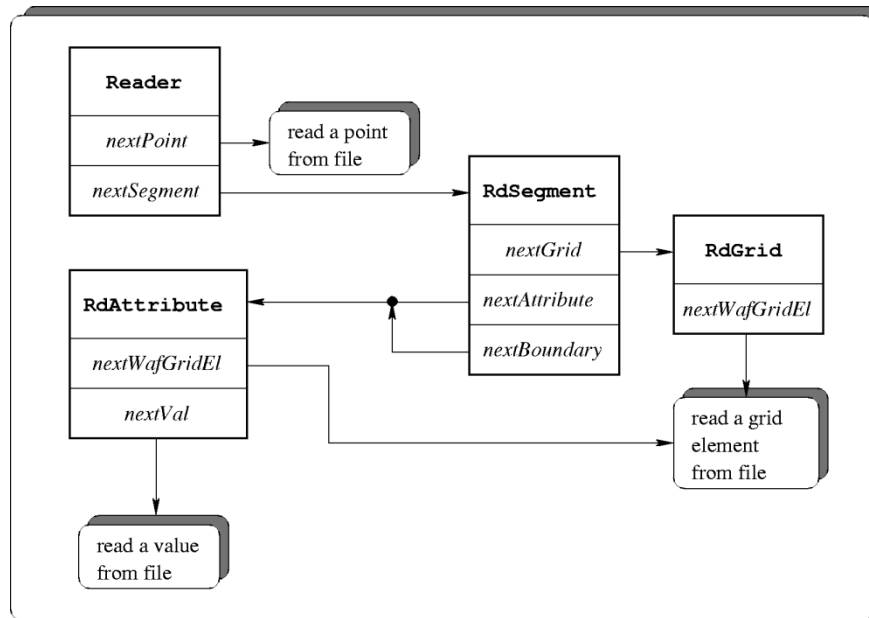 Reader
nextPoint
nextSegment
read a point
from file
RdSegment
nextGrid
nextAttribute
nextBoundary
RdGrid
nextWafGridEl
RdAttribute
nextWafGridEl
nextVal
read a grid
element
from file
read a value
from file